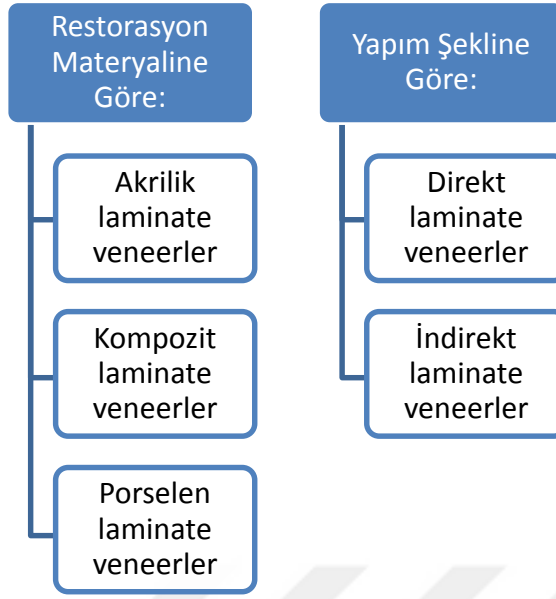 Restorasyon
Materyaline
Göre:
Akrilik
laminate
veneerler
Kompozit
laminate
veneerler
Porselen
laminate
veneerler
Yapım Şekline
Göre:
Direkt
laminate
veneerler
İndirekt
laminate
veneerler